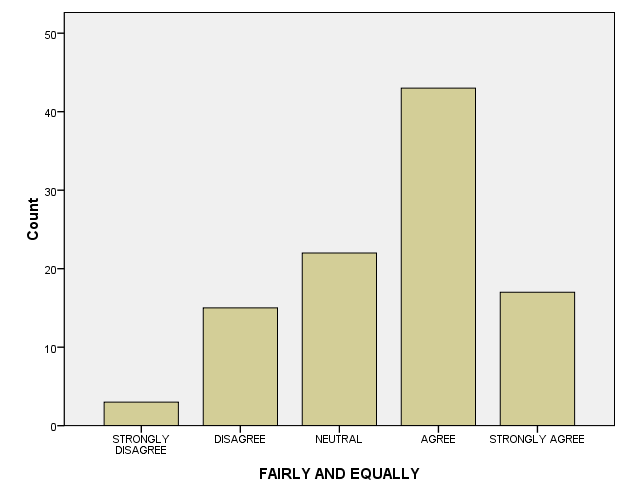 50
40
30
20
10
0
Count
STRONGLY
DISAGREE
DISAGREE
NEUTRAL
AGREE
STRONGLY AGREE
FAIRLY AND EQUALLY